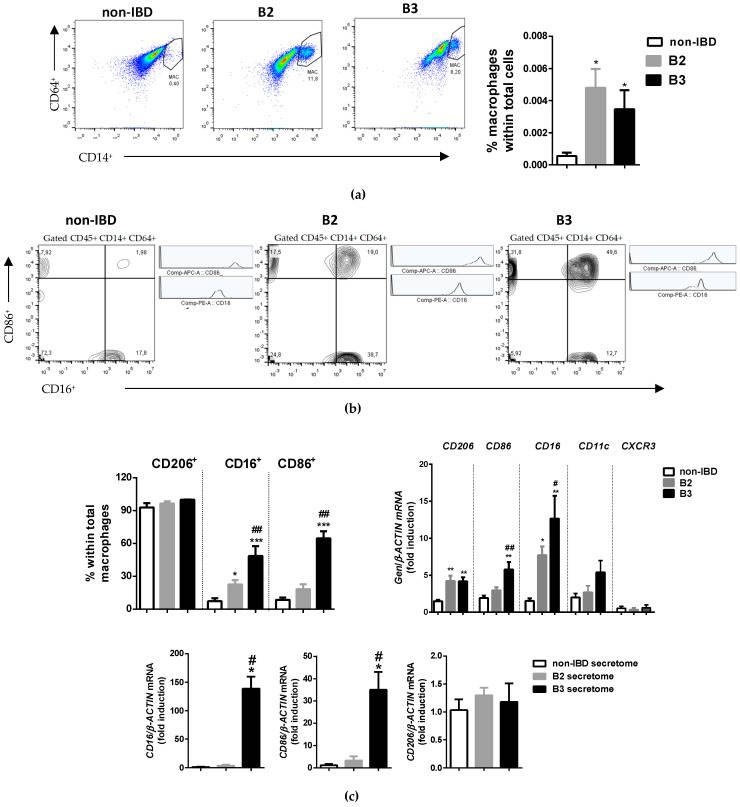 non-IBD
B2
B3
CD64+
MAC
0,40
MAC
11,8
MAC
8,20
CD14+
% macrophages
within total cells
0.008
0.006
0.004
0.002
0.000
*
*
non-IBD
B2
B3
(a)
non-IBD
B2
B3
Gated CD45+ CD14+ CD64+
Gated CD45+ CD14+ CD64+
Gated CD45+ CD14+ CD64+
CD86+
7,92
1,98
72,3
17,8
Comp-APC-A :: CD86
Comp-PE-A :: CD16
17,5
19,0
24,8
38,7
Comp-APC-A :: CD86
Comp-PE-A :: CD16
31,8
49,6
5,92
12,7
Comp-APC-A :: CD86
Comp-PE-A :: CD16
CD16+
(b)
CD206+
CD16+
CD86+
% within total
macrophages
120
90
60
30
0
*
##
***
##
***
CD206
CD86
CD16
CD11c
CXCR3
Gen/β-ACTIN mRNA
(fold induction)
20
15
10
5
0
**
**
##
**
*
#
**
non-IBD
B2
B3
CD16/β-ACTIN mRNA
(fold induction)
200
150
100
50
0
#
*
CD86/β-ACTIN mRNA
(fold induction)
50
40
30
20
10
0
#
*
CD206/β-ACTIN mRNA
(fold induction)
2.0
1.5
1.0
0.5
0.0
non-IBD secretome
B2 secretome
B3 secretome
(c)